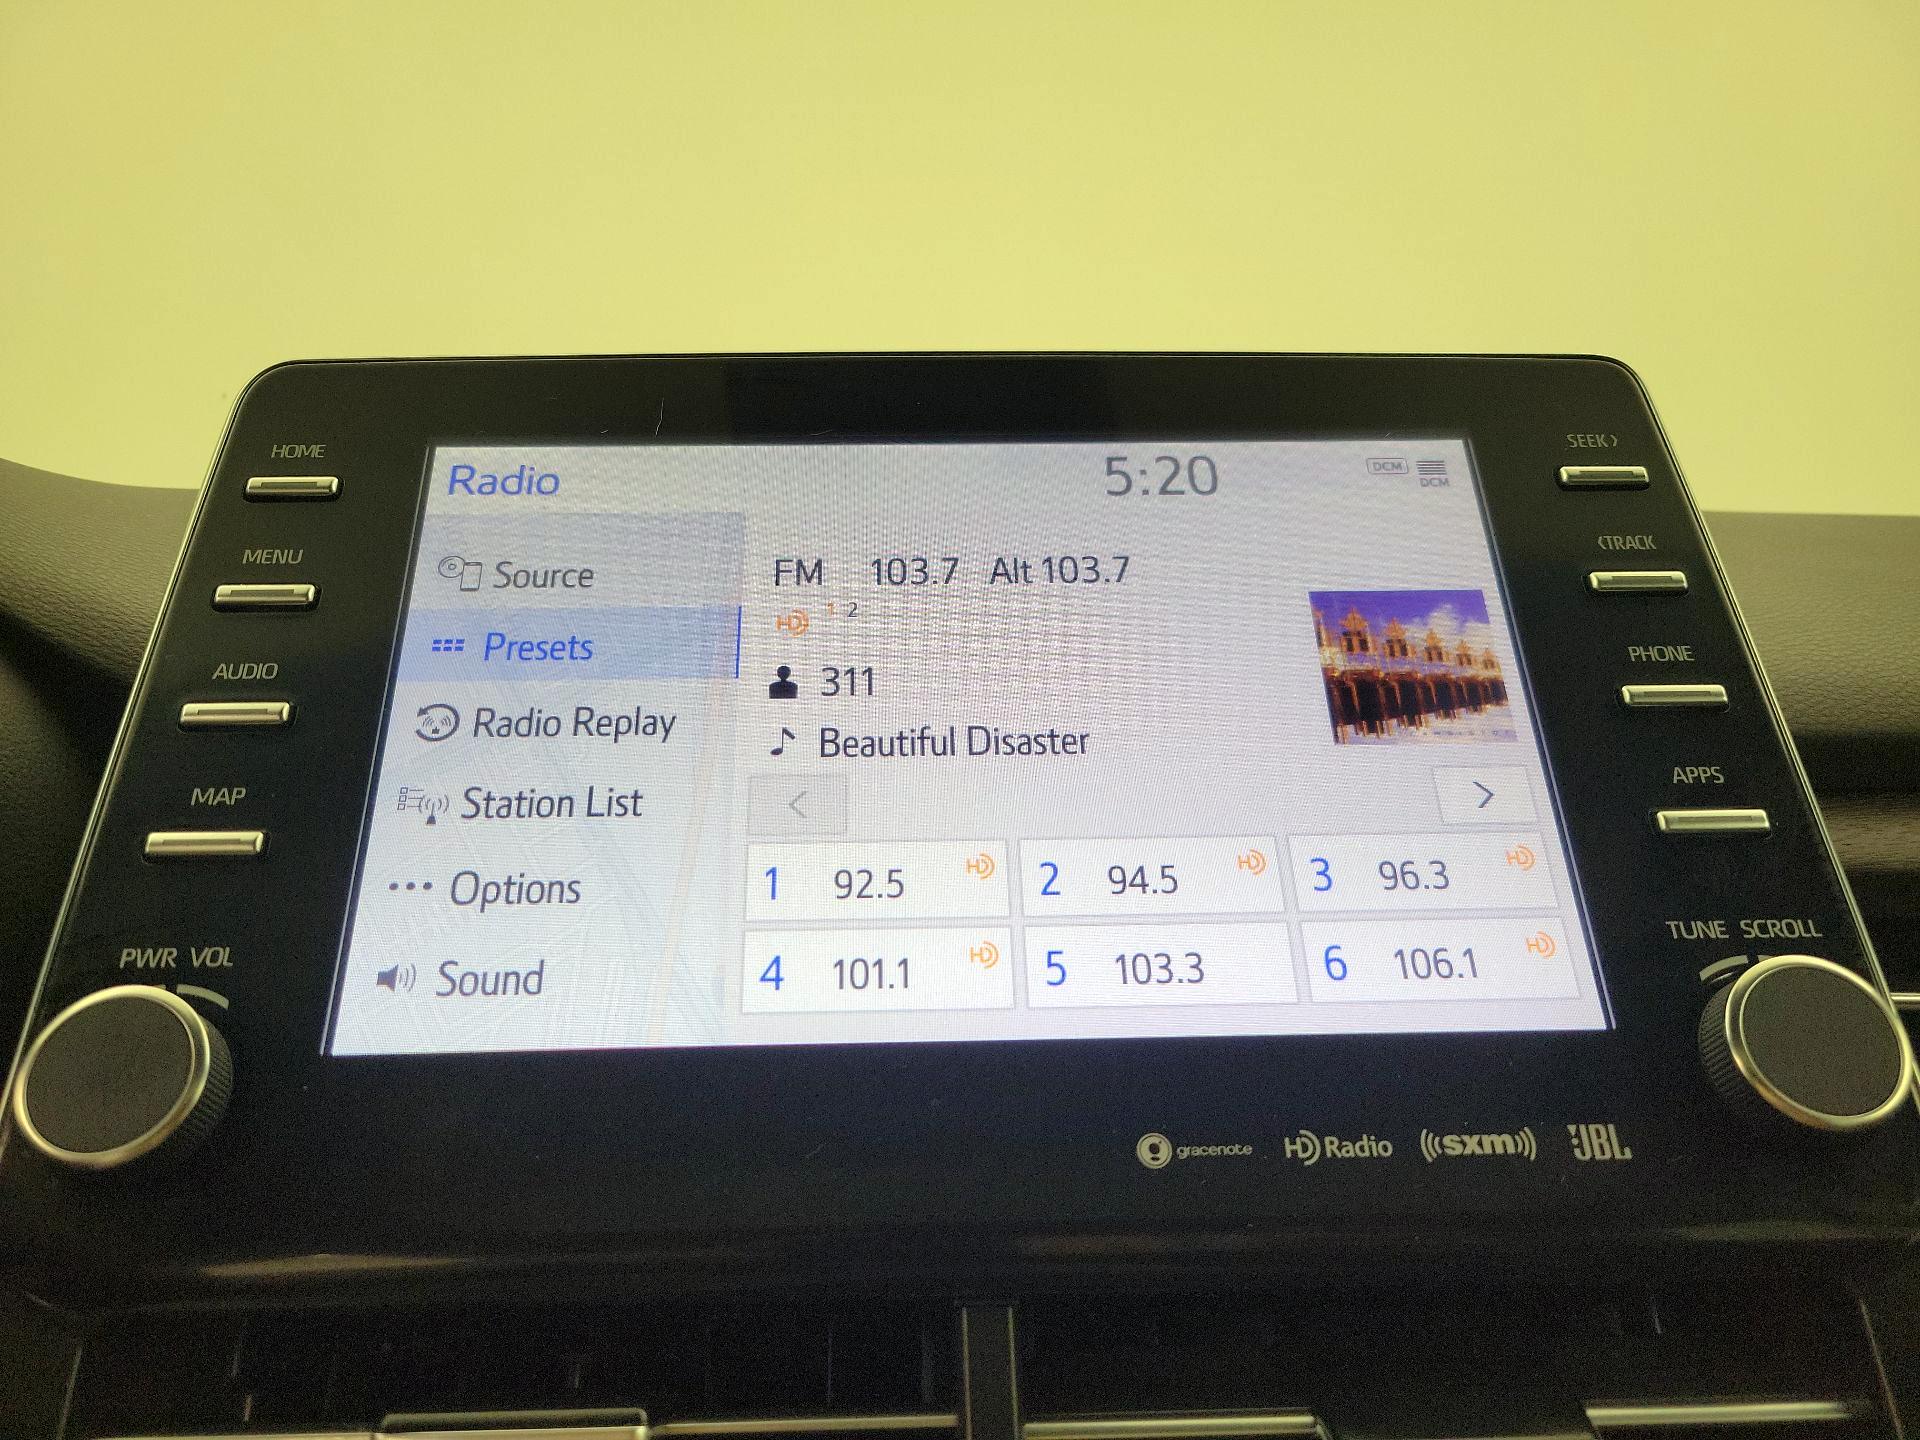 HOME
MENU
AUDIO
MAP
PWR VOL
Radio
5:20
DCM
DCM
Source
Presets
Radio Replay
Station List
Options
Sound
FM 103.7 Alt 103.7
HD 1 2
311
Beautiful Disaster
<
>
1 92.5 HD
2 94.5 HD
3 96.3 HD
4 101.1 HD
5 103.3
6 106.1 HD
SEEK >
< TRACK
PHONE
APPS
TUNE SCROLL
gracenote HD Radio ((sxm)) JBL